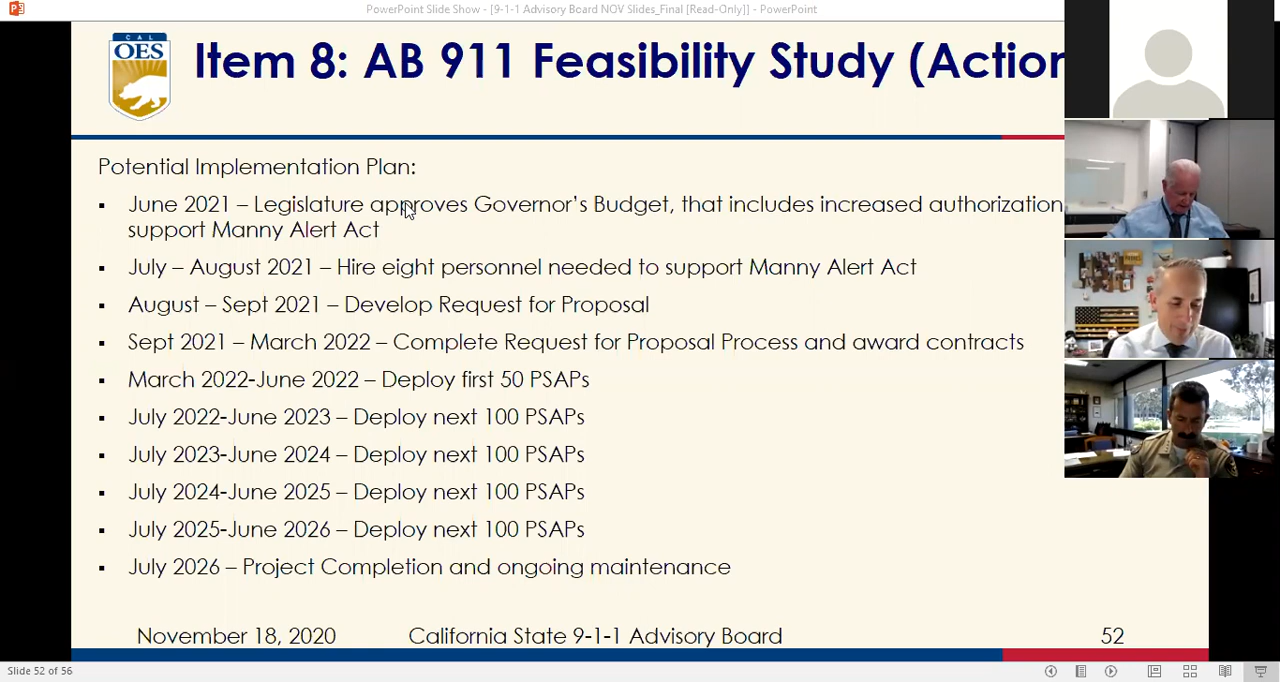 PowerPoint Slide Show - [9-1-1 Advisory Board NOV Slides_Final [Read-Only]] - PowerPoint
CAL
OES
Item 8: AB 911 Feasibility Study (Action
Potential Implementation Plan:
▪ June 2021 – Legislature approves Governor's Budget, that includes increased authorization
support Manny Alert Act
▪ July – August 2021 – Hire eight personnel needed to support Manny Alert Act
▪ August – Sept 2021 – Develop Request for Proposal
▪ Sept 2021 – March 2022 – Complete Request for Proposal Process and award contracts
▪ March 2022-June 2022 – Deploy first 50 PSAPs
▪ July 2022-June 2023 – Deploy next 100 PSAPs
▪ July 2023-June 2024 – Deploy next 100 PSAPs
▪ July 2024-June 2025 – Deploy next 100 PSAPs
▪ July 2025-June 2026 – Deploy next 100 PSAPs
▪ July 2026 – Project Completion and ongoing maintenance
November 18, 2020 California State 9-1-1 Advisory Board 52
Slide 52 of 56